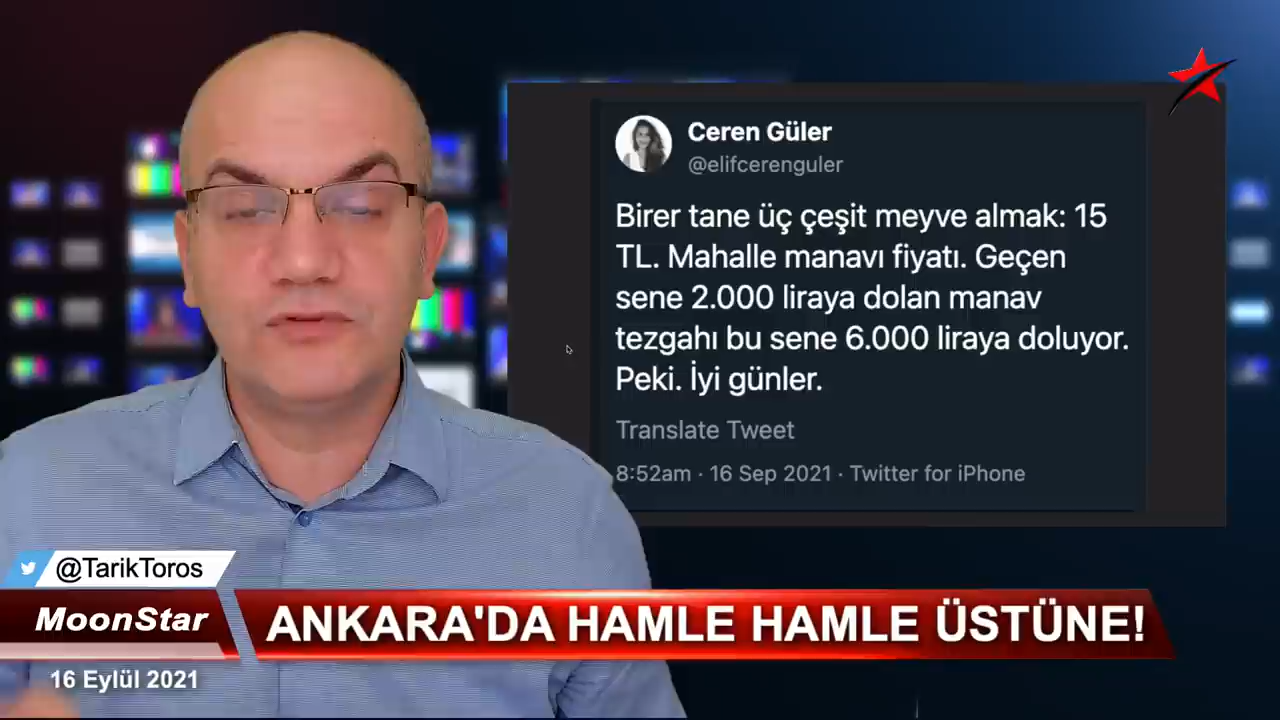 Ceren Güler
@elifcerenguler
Birer tane üç çeşit meyve almak: 15
TL. Mahalle manavı fiyatı. Geçen
sene 2.000 liraya dolan manav
tezgahı bu sene 6.000 liraya doluyor.
Peki. İyi günler.
Translate Tweet
8:52am · 16 Sep 2021 · Twitter for iPhone
@TarikToros
MoonStar
ANKARA'DA HAMLE HAMLE ÜSTÜNE!
16 Eylül 2021